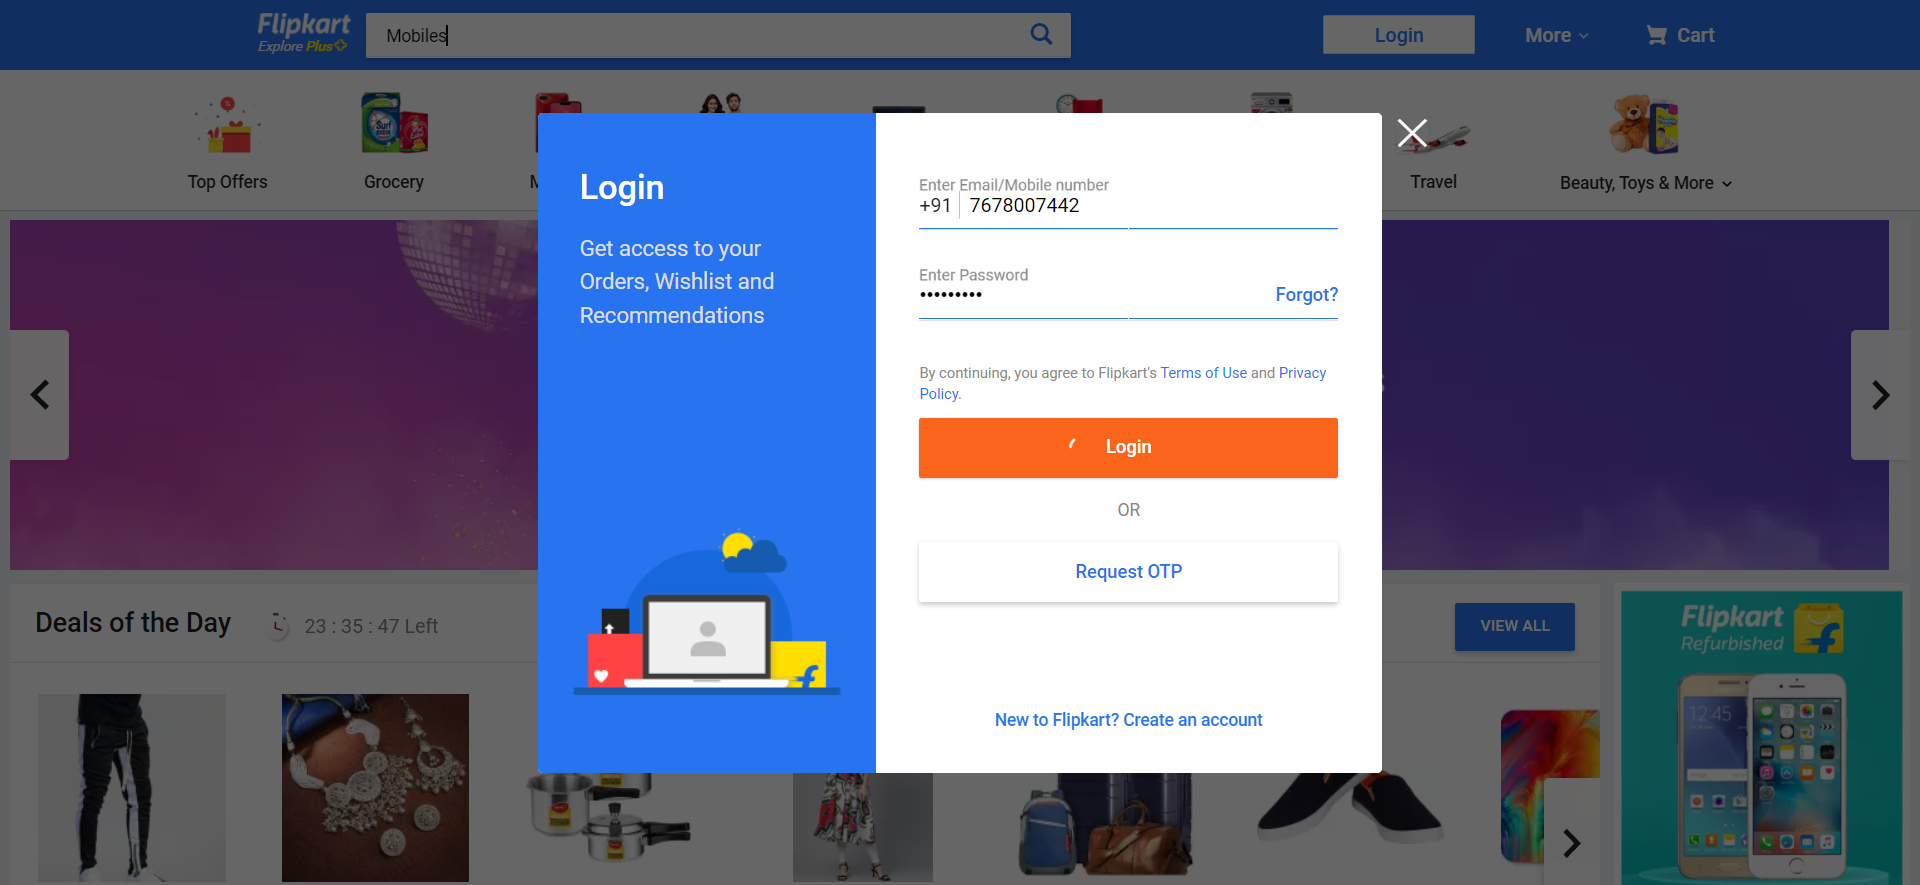 Flipkart
Explore Plus
Mobiles
Login
More
Cart
Top Offers
Grocery
Travel
Beauty, Toys & More
Login
Get access to your
Orders, Wishlist and
Recommendations
Enter Email/Mobile number
+91 7678007442
Enter Password
•••••••••
Forgot?
By continuing, you agree to Flipkart's Terms of Use and Privacy
Policy.
Login
OR
Request OTP
New to Flipkart? Create an account
Deals of the Day
23 : 35 : 47 Left
VIEW ALL
Flipkart
Refurbished
12:45